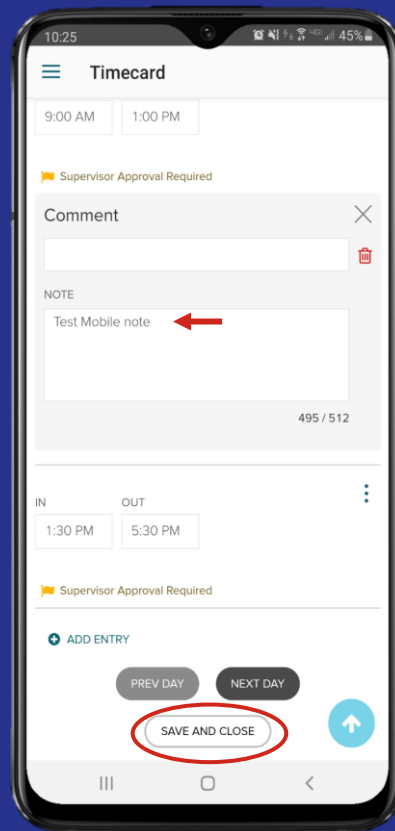 10:25 4G 45%
Timecard
9:00 AM 1:00 PM
Supervisor Approval Required
Comment
NOTE
Test Mobile note
495 / 512
IN OUT
1:30 PM 5:30 PM
Supervisor Approval Required
ADD ENTRY
PREV DAY NEXT DAY
SAVE AND CLOSE